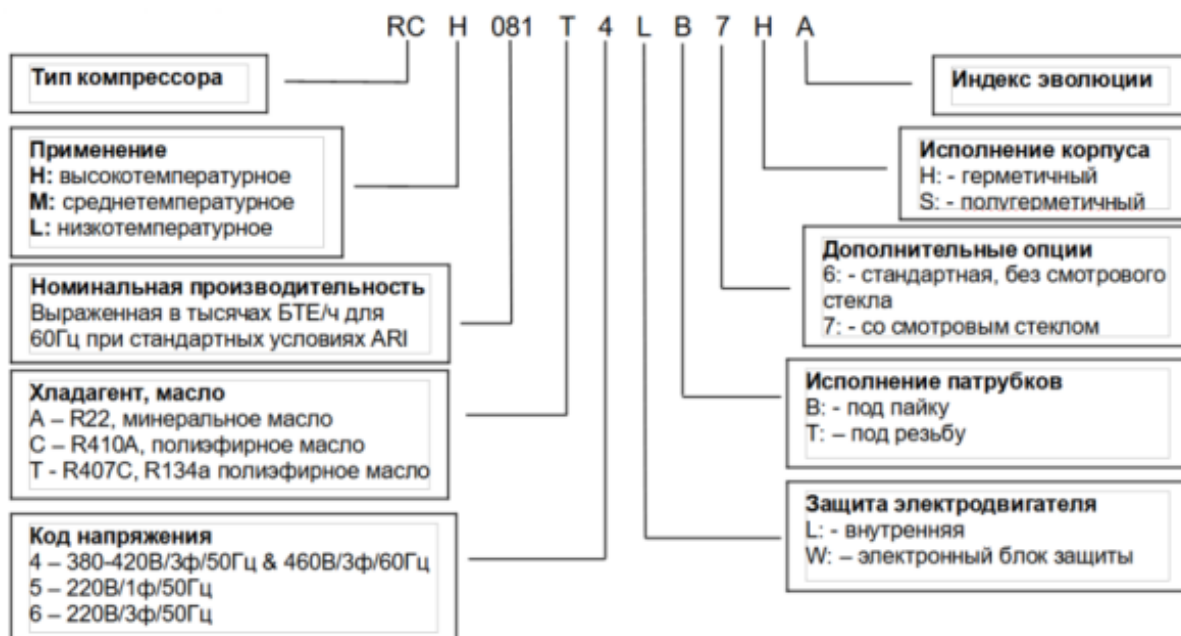 RC H 081 T 4 L B 7 H A
Тип компрессора
Применение
H: высокотемпературное
M: среднетемпературное
L: низкотемпературное
Номинальная производительность
Выраженная в тысячах БТЕ/ч для
60Гц при стандартных условиях ARI
Хладагент, масло
A – R22, минеральное масло
C – R410A, полиэфирное масло
T - R407C, R134a полиэфирное масло
Код напряжения
4 – 380-420В/3ф/50Гц & 460В/3ф/60Гц
5 – 220В/1ф/50Гц
6 – 220В/3ф/50Гц
Индекс эволюции
Исполнение корпуса
H: - герметичный
S: - полугерметичный
Дополнительные опции
6: - стандартная, без смотрового
стекла
7: - со смотровым стеклом
Исполнение патрубков
B: - под пайку
T: – под резьбу
Защита электродвигателя
L: - внутренняя
W: – электронный блок защиты